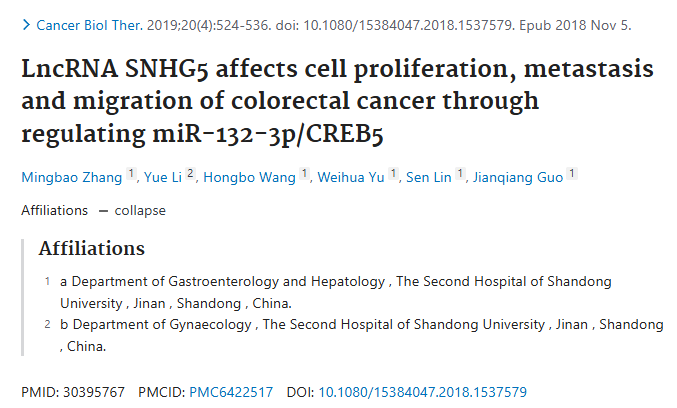 Cancer Biol Ther. 2019;20(4):524-536. doi: 10.1080/15384047.2018.1537579. Epub 2018 Nov 5.
LncRNA SNHG5 affects cell proliferation, metastasis
and migration of colorectal cancer through
regulating miR-132-3p/CREB5
Mingbao Zhang 1, Yue Li 2, Hongbo Wang 1, Weihua Yu 1, Sen Lin 1, Jianqiang Guo 1
Affiliations — collapse
Affiliations
1 a Department of Gastroenterology and Hepatology , The Second Hospital of Shandong
University , Jinan , Shandong , China.
2 b Department of Gynaecology , The Second Hospital of Shandong University , Jinan , Shandong
, China.
PMID: 30395767 PMCID: PMC6422517 DOI: 10.1080/15384047.2018.1537579